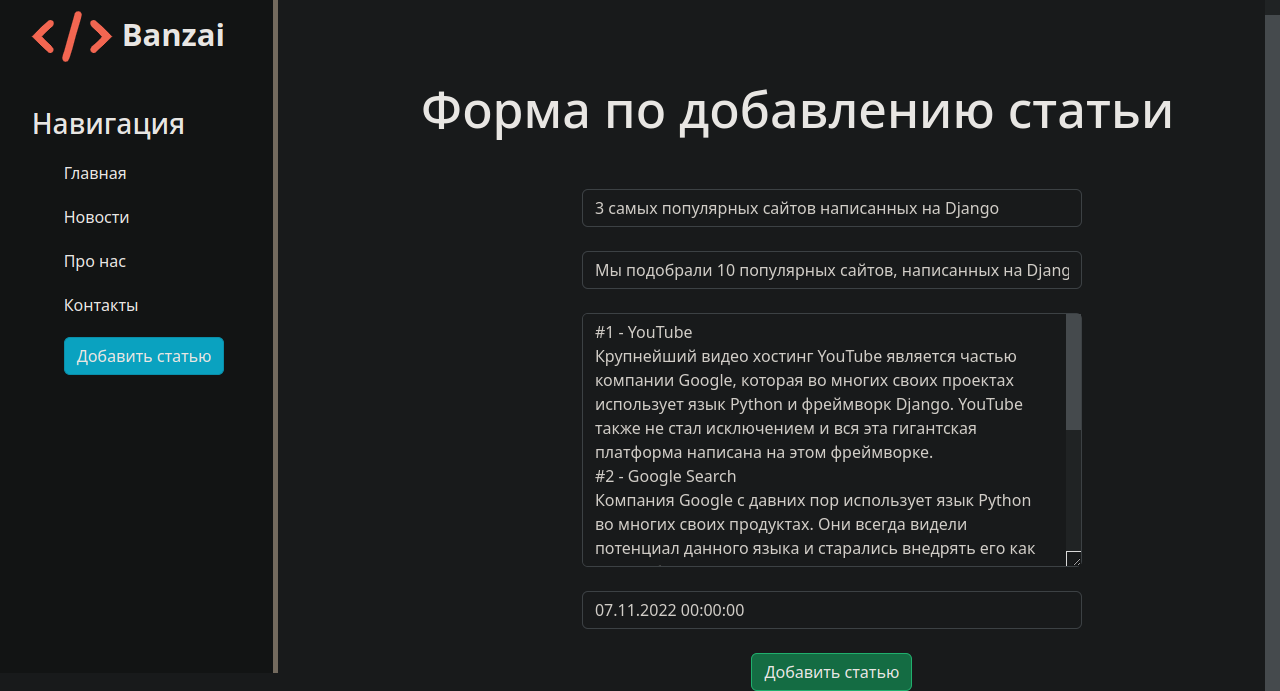 </> Banzai
Навигация
Главная
Новости
Про нас
Контакты
Добавить статью
Форма по добавлению статьи
3 самых популярных сайтов написанных на Django
Мы подобрали 10 популярных сайтов, написанных на Djang
#1 - YouTube
Крупнейший видео хостинг YouTube является частью
компании Google, которая во многих своих проектах
использует язык Python и фреймворк Django. YouTube
также не стал исключением и вся эта гигантская
платформа написана на этом фреймворке.
#2 - Google Search
Компания Google с давних пор использует язык Python
во многих своих продуктах. Они всегда видели
потенциал данного языка и старались внедрять его как
07.11.2022 00:00:00
Добавить статью